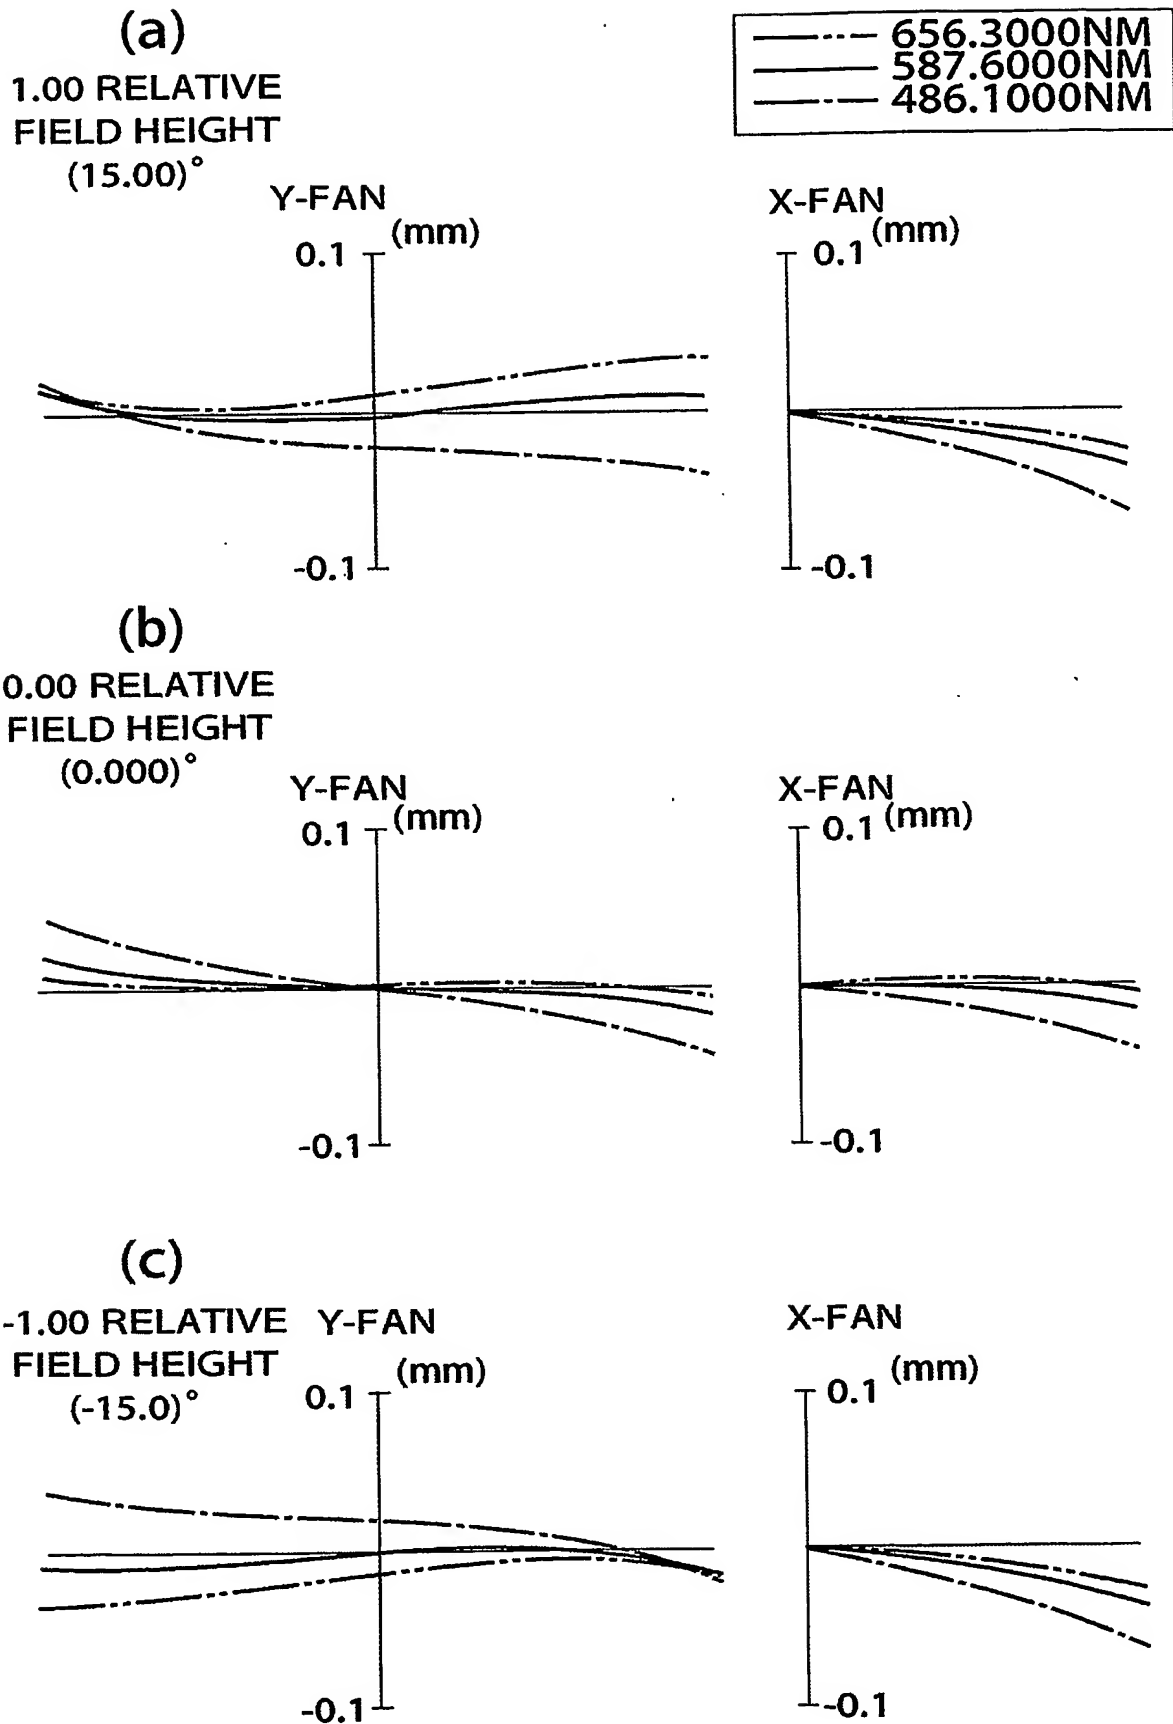 (a)
1.00 RELATIVE
FIELD HEIGHT
(15.00)°
656.3000NM
587.6000NM
486.1000NM
Y-FAN
(mm)
0.1
-0.1
X-FAN
(mm)
0.1
-0.1
(b)
0.00 RELATIVE
FIELD HEIGHT
(0.000)°
Y-FAN
(mm)
0.1
-0.1
X-FAN
(mm)
0.1
-0.1
(c)
-1.00 RELATIVE
FIELD HEIGHT
(-15.0)°
Y-FAN
(mm)
0.1
-0.1
X-FAN
(mm)
0.1
-0.1